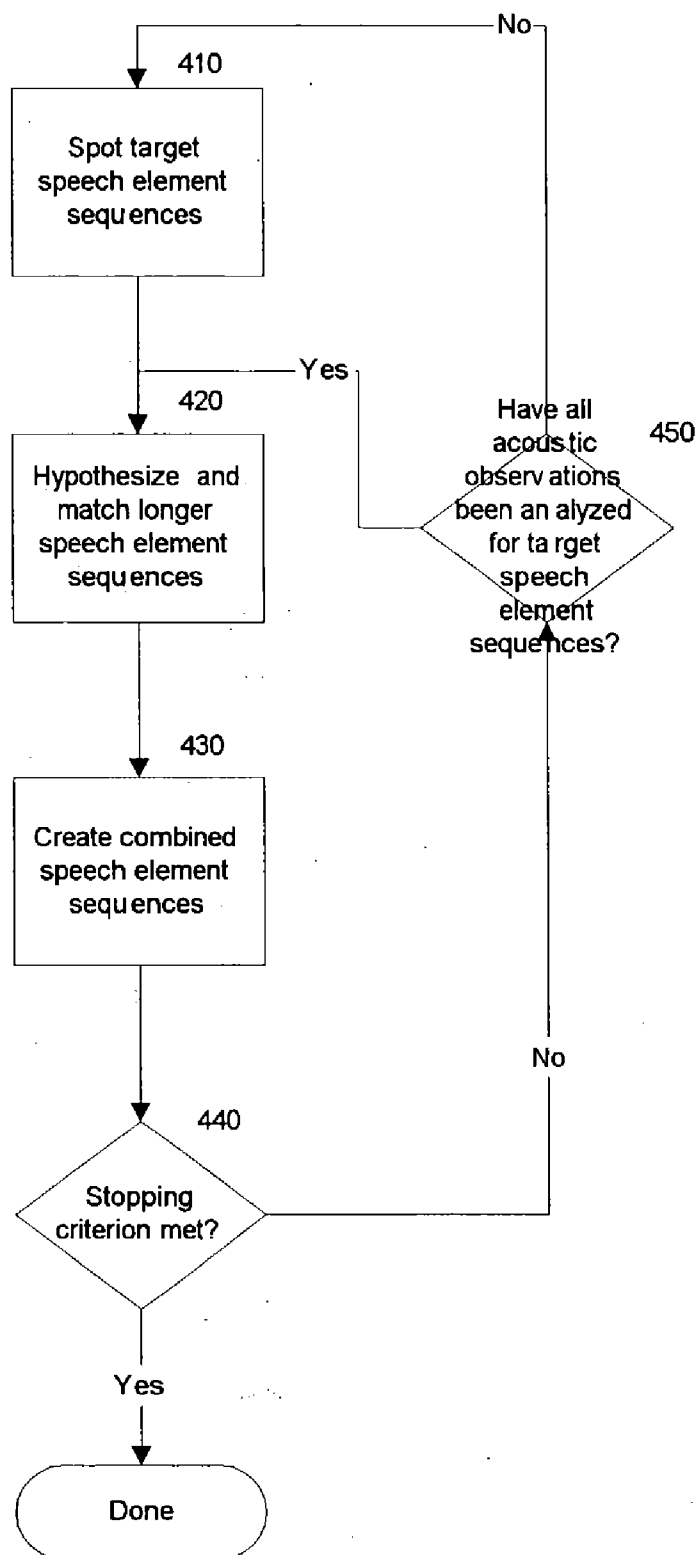 No
410
Spot target
speech element
sequences
Yes
420
Hypothesize and
match longer
speech element
sequences
Have all
acoustic
observations
been analyzed
for target
speech
element
sequences?
450
430
Create combined
speech element
sequences
No
440
Stopping
criterion met?
Yes
Done